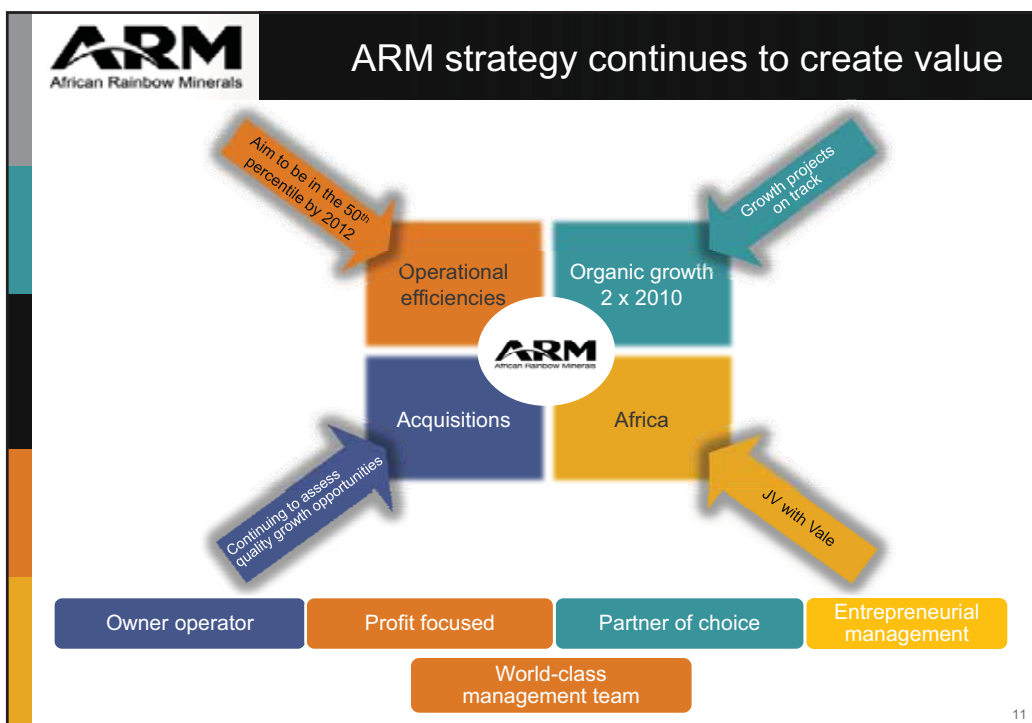 ARM
African Rainbow Minerals
ARM strategy continues to create value
Aim to be in the 50th
percentile by 2012
Growth projects
on track
Operational
efficiencies
Organic growth
2 x 2010
ARM
African Rainbow Minerals
Acquisitions
Africa
Continuing to assess
quality growth opportunities
JV with Vale
Owner operator
Profit focused
Partner of choice
Entrepreneurial
management
World-class
management team
11